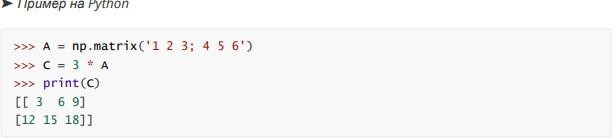 ➤ Пример на Python
>>> A = np.matrix('1 2 3; 4 5 6')
>>> C = 3 * A
>>> print(C)
[[ 3  6 9]
[12 15 18]]